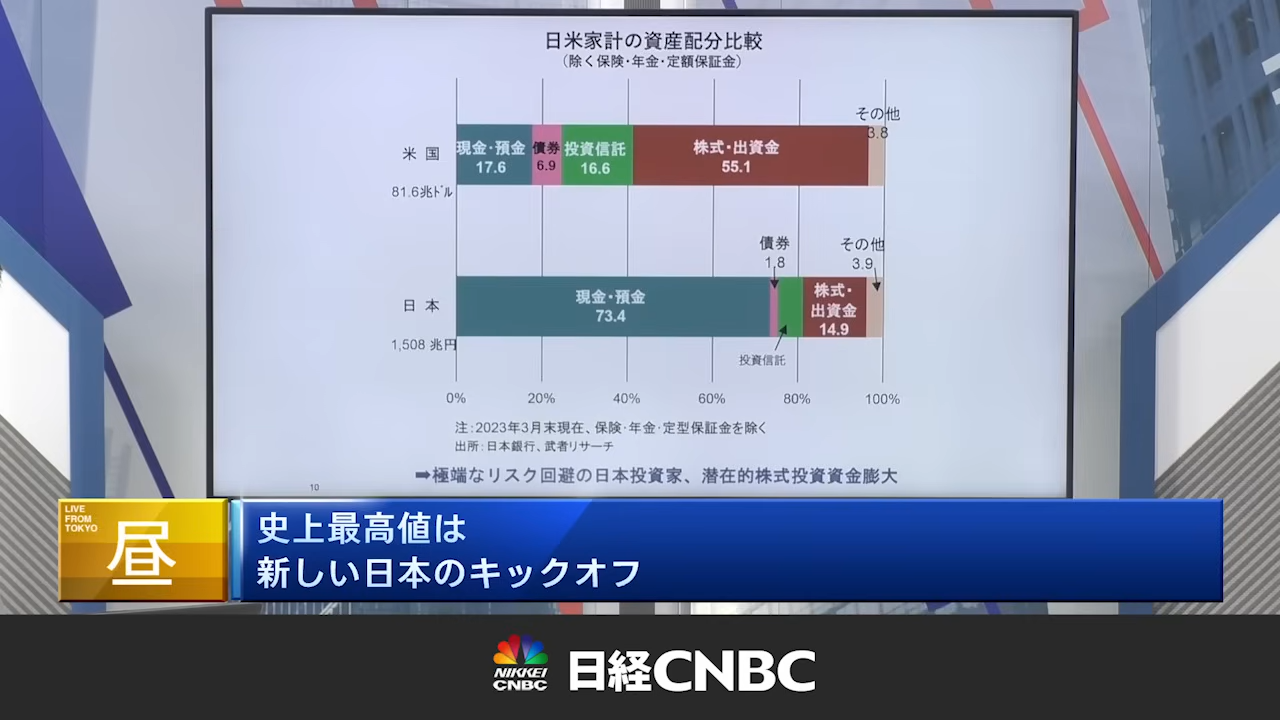 日米家計の資産配分比較
（除く保険・年金・定額保証金）
その他
3.8
米 国
現金・預金
17.6
債券
6.9
投資信託
16.6
株式・出資金
55.1
81.6兆ﾄﾞﾙ
債券
1.8
その他
3.9
日 本
現金・預金
73.4
株式・
出資金
14.9
1,508 兆円
投資信託
0% 20% 40% 60% 80% 100%
注：2023年3月末現在、保険・年金・定型保証金を除く
出所：日本銀行、武者リサーチ
➡極端なリスク回避の日本投資家、潜在的株式投資資金膨大
10
LIVE
FROM
TOKYO
昼
史上最高値は
新しい日本のキックオフ
NIKKEI
CNBC
日経CNBC